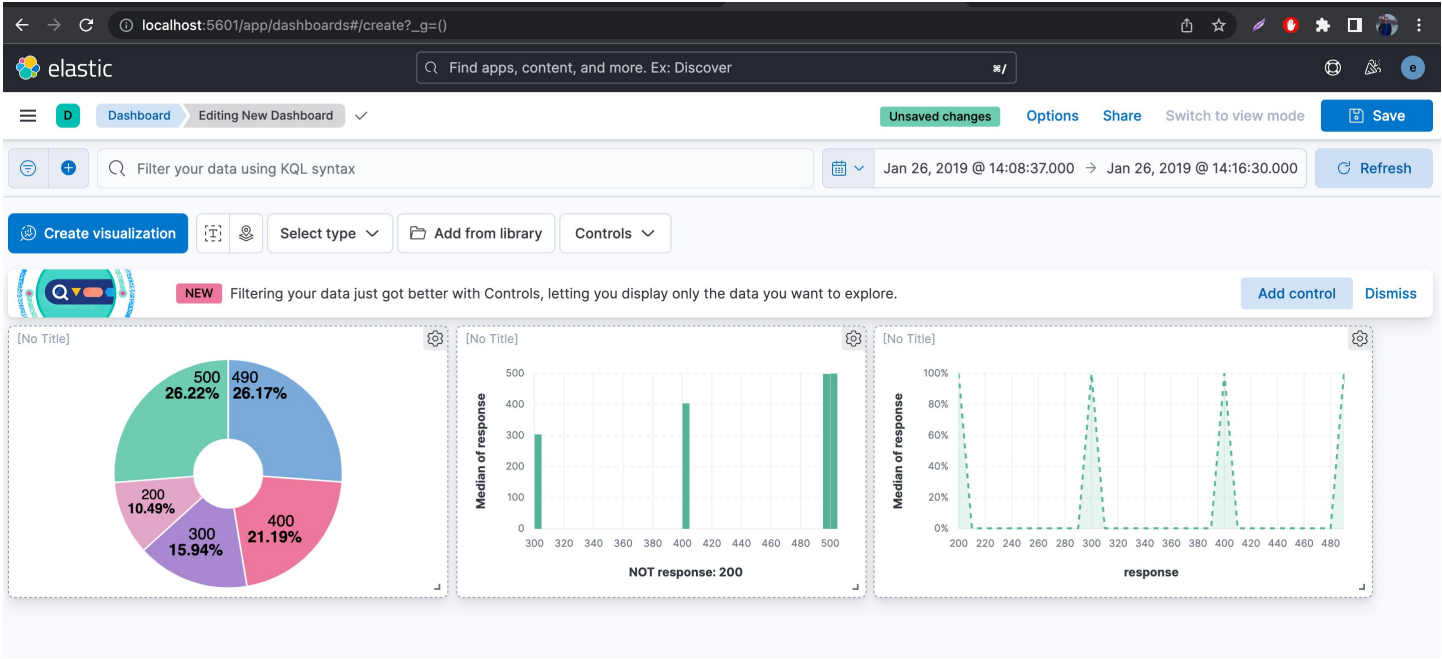 localhost:5601/app/dashboards#/create?_g=()
elastic
Find apps, content, and more. Ex: Discover
⌘/
e
D
Dashboard
Editing New Dashboard
Unsaved changes
Options
Share
Switch to view mode
Save
Filter your data using KQL syntax
Jan 26, 2019 @ 14:08:37.000 → Jan 26, 2019 @ 14:16:30.000
Refresh
Create visualization
Select type
Add from library
Controls
NEW
Filtering your data just got better with Controls, letting you display only the data you want to explore.
Add control
Dismiss
[No Title]
500
26.22%
490
26.17%
200
10.49%
300
15.94%
400
21.19%
[No Title]
Median of response
500
400
300
200
100
0
300 320 340 360 380 400 420 440 460 480 500
NOT response: 200
[No Title]
Median of response
100%
80%
60%
40%
20%
0%
200 220 240 260 280 300 320 340 360 380 400 420 440 460 480
response